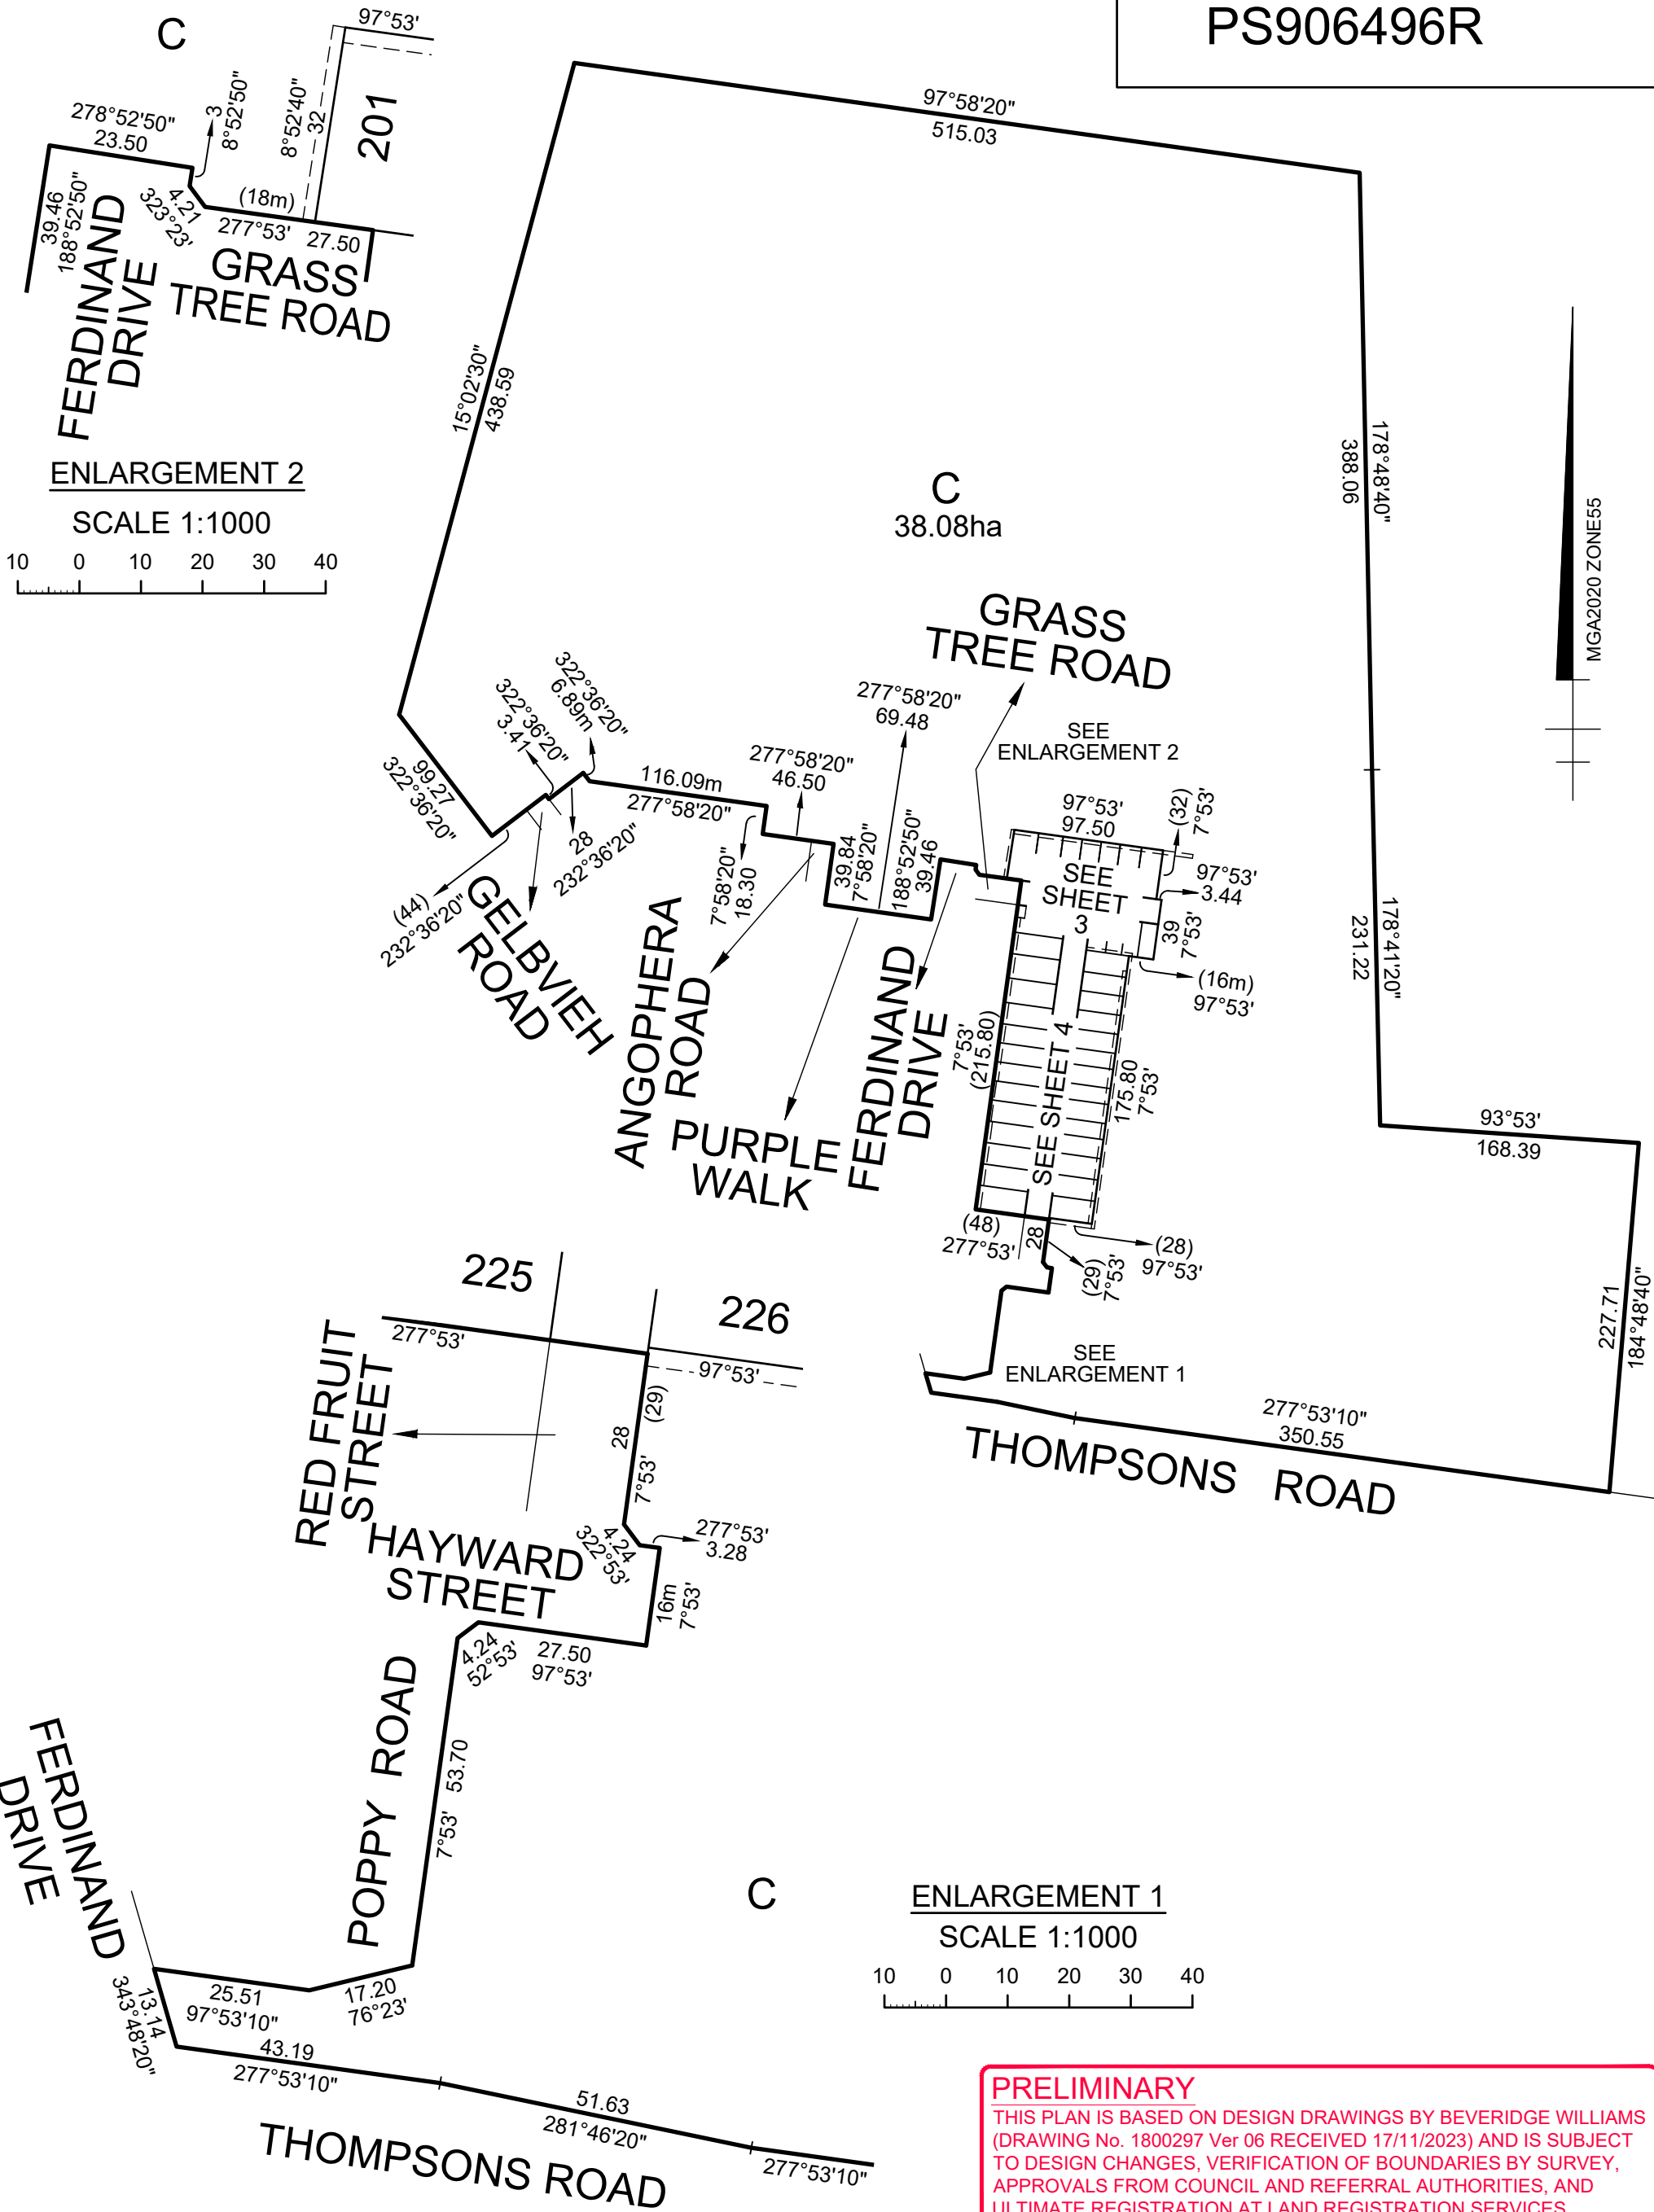 PS906496R
C
97°53'
278°52'50"
23.50
3
8°52'50"
8°52'40"
32
201
39.46
188°52'50"
4.21
323°23'
(18m)
277°53'
27.50
FERDINAND
DRIVE
GRASS
TREE ROAD
ENLARGEMENT 2
SCALE 1:1000
10 0 10 20 30 40
97°58'20"
515.03
15°02'30"
438.59
178°48'40"
388.06
C
38.08ha
MGA2020 ZONE55
GRASS
TREE ROAD
SEE
ENLARGEMENT 2
99.27
322°36'20"
322°36'20"
3.41
322°36'20"
6.89m
116.09m
277°58'20"
277°58'20"
46.50
277°58'20"
69.48
28
232°36'20"
(44)
232°36'20"
GELBVIEH
ROAD
7°58'20"
18.30
39.84
7°58'20"
188°52'50"
39.46
ANGOPHERA
ROAD
PURPLE
WALK
FERDINAND
DRIVE
97°53'
97.50
(32)
7°53'
97°53'
3.44
SEE
SHEET
3
39
7°53'
(16m)
97°53'
7°53'
(215.80)
SEE SHEET 4
175.80
7°53'
178°41'20"
231.22
93°53'
168.39
227.71
184°48'40"
(48)
277°53'
28
(29)
7°53'
(28)
97°53'
SEE
ENLARGEMENT 1
277°53'10"
350.55
THOMPSONS ROAD
225
226
277°53'
97°53'
RED FRUIT
STREET
28
(29)
7°53'
4.24
322°53'
277°53'
3.28
16m
7°53'
HAYWARD
STREET
4.24
52°53'
27.50
97°53'
POPPY ROAD
7°53' 53.70
FERDINAND
DRIVE
13.14
343°48'20"
25.51
97°53'10"
17.20
76°23'
43.19
277°53'10"
51.63
281°46'20"
277°53'10"
THOMPSONS ROAD
C
ENLARGEMENT 1
SCALE 1:1000
10 0 10 20 30 40
PRELIMINARY
THIS PLAN IS BASED ON DESIGN DRAWINGS BY BEVERIDGE WILLIAMS
(DRAWING No. 1800297 Ver 06 RECEIVED 17/11/2023) AND IS SUBJECT
TO DESIGN CHANGES, VERIFICATION OF BOUNDARIES BY SURVEY,
APPROVALS FROM COUNCIL AND REFERRAL AUTHORITIES, AND
ULTIMATE REGISTRATION AT LAND REGISTRATION SERVICES